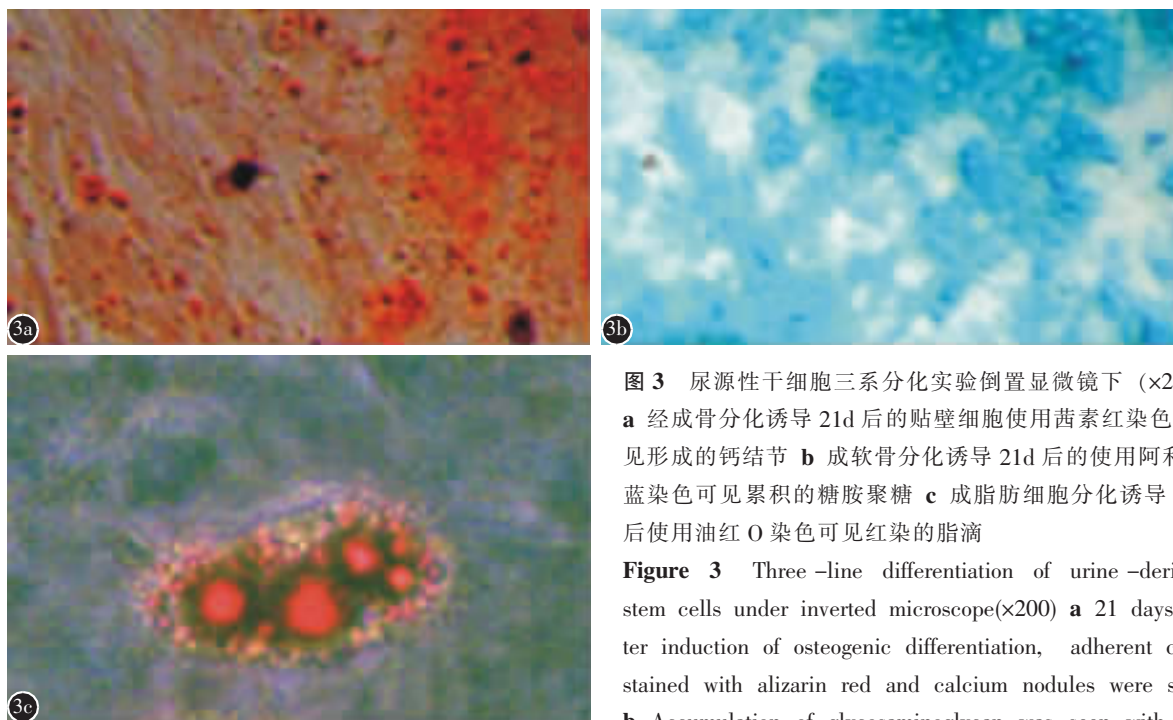 3a
3b
3c
图 3 尿源性干细胞三系分化实验倒置显微镜下 (×2
a 经成骨分化诱导 21d 后的贴壁细胞使用茜素红染色
见形成的钙结节 b 成软骨分化诱导 21d 后的使用阿利
蓝染色可见累积的糖胺聚糖 c 成脂肪细胞分化诱导
后使用油红 O 染色可见红染的脂滴
Figure 3 Three-line differentiation of urine-deri
stem cells under inverted microscope(×200) a 21 days
ter induction of osteogenic differentiation, adherent c
stained with alizarin red and calcium nodules were s
b Accumulation of glycosaminoglycan was seen with